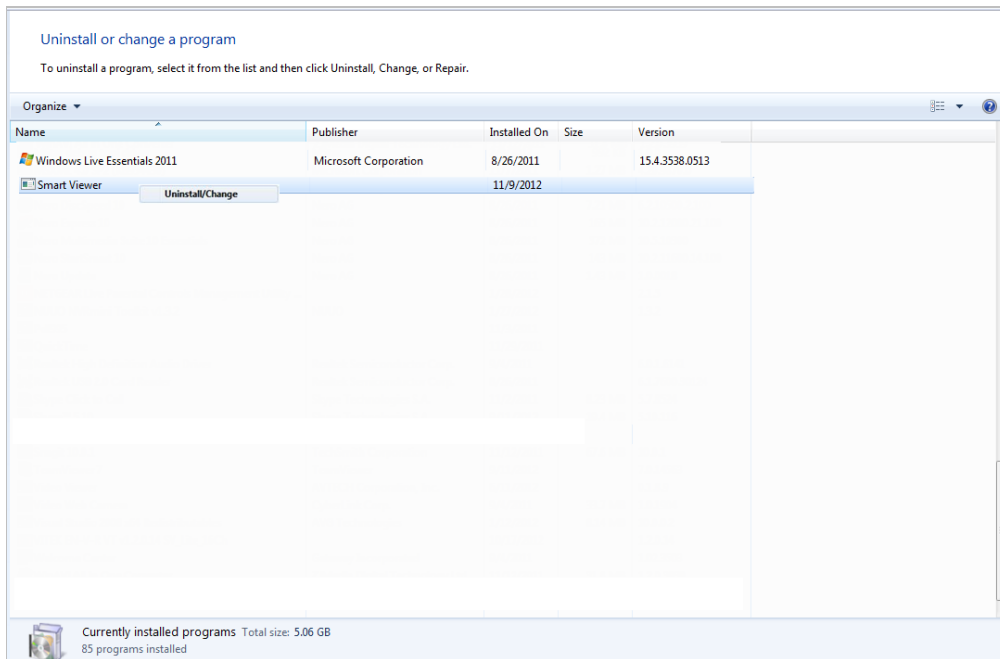 Uninstall or change a program
To uninstall a program, select it from the list and then click Uninstall, Change, or Repair.
Organize
Name Publisher Installed On Size Version
Windows Live Essentials 2011 Microsoft Corporation 8/26/2011 15.4.3538.0513
Smart Viewer 11/9/2012
Uninstall/Change
Currently installed programs Total size: 5.06 GB
85 programs installed